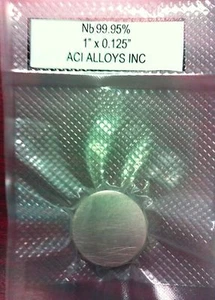 Nb 99.95%
1" x 0.125"
ACI ALLOYS INC